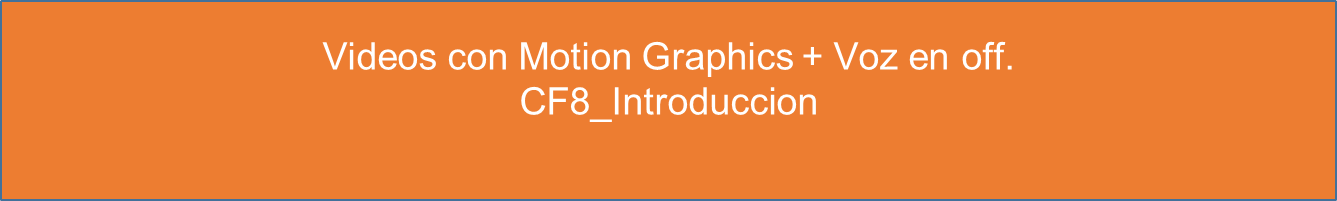 Videos con Motion Graphics + Voz en off.
CF8_Introduccion